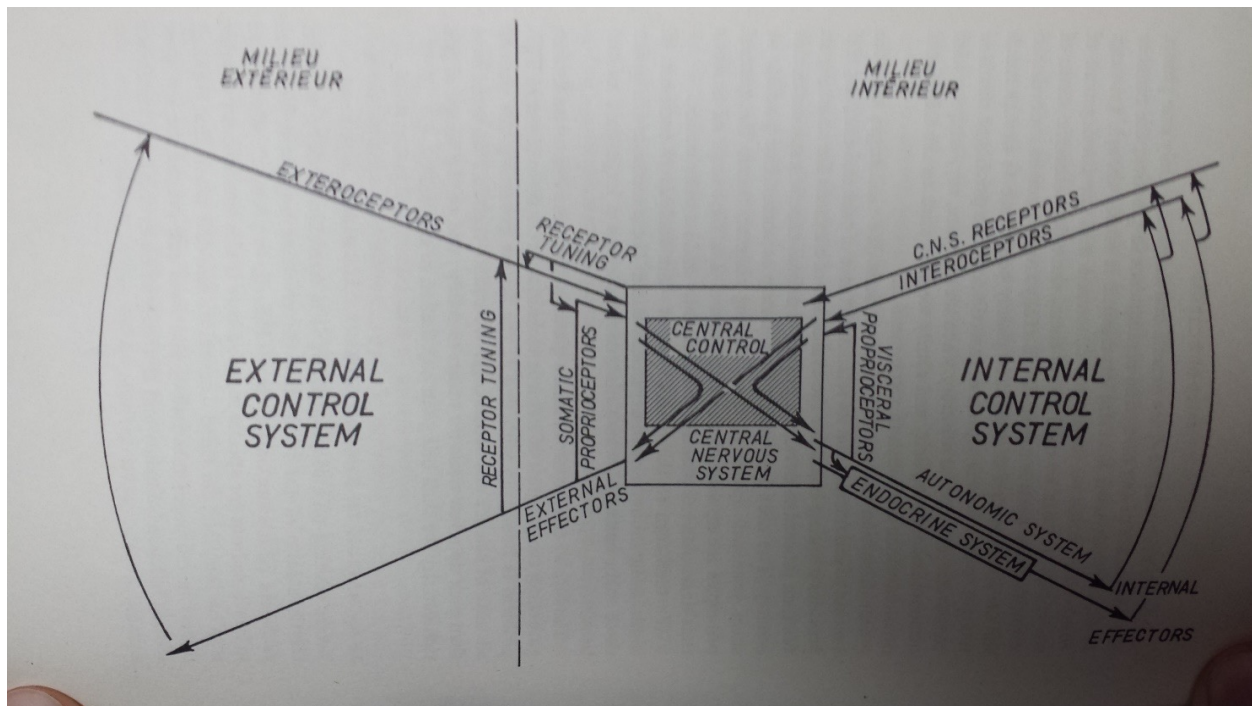 MILIEU
EXTÉRIEUR
MILIEU
INTÉRIEUR
EXTEROCEPTORS
RECEPTOR
TUNING
C.N.S. RECEPTORS
INTEROCEPTORS
EXTERNAL
CONTROL
SYSTEM
RECEPTOR TUNING
SOMATIC
PROPRIOCEPTORS
CENTRAL
CONTROL
CENTRAL
NERVOUS
SYSTEM
VISCERAL
PROPRIOCEPTORS
INTERNAL
CONTROL
SYSTEM
EXTERNAL
EFFECTORS
AUTONOMIC SYSTEM
ENDOCRINE SYSTEM
INTERNAL
EFFECTORS